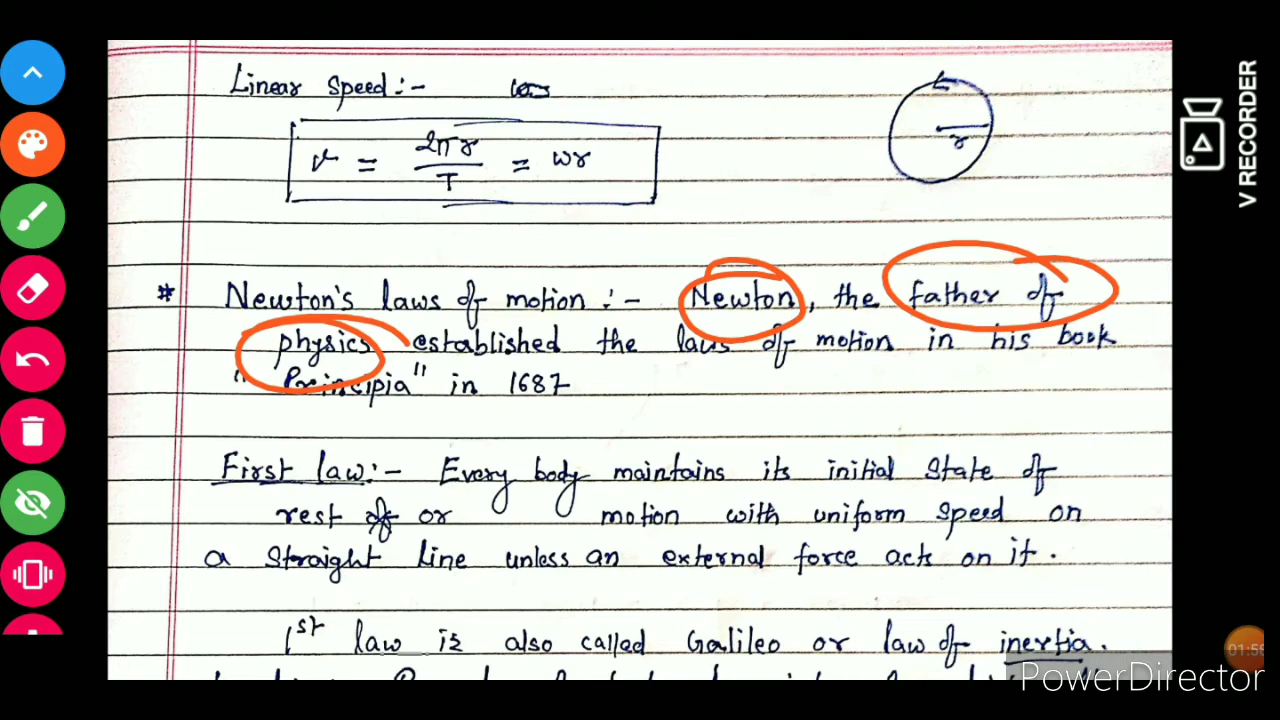 Linear Speed :-
r
v = 2πr/T = ωr
* Newton's laws of motion :- Newton, the father of
physics established the laws of motion in his book
"Principia" in 1687
First law :- Every body maintains its initial State of
rest of or motion with uniform speed on
a straight line unless an external force acts on it.
1st law is also called Galileo or law of inertia.
V RECORDER
01:58
PowerDirector